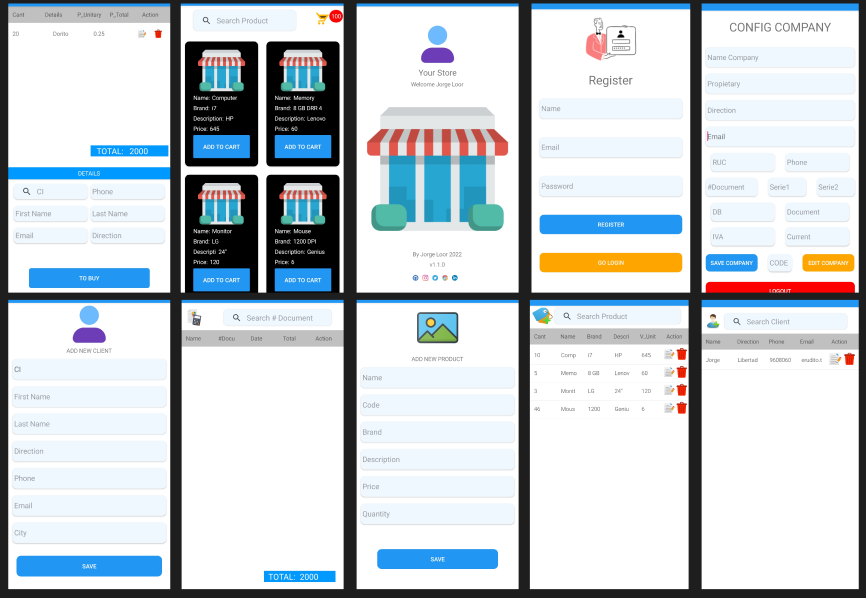 Cant Details P_Unitary P_Total Action
20 Dorito 0.25
TOTAL: 2000
DETAILS
CI Phone
First Name Last Name
Email Direction
TO BUY
Search Product 100
Name: Computer
Brand: i7
Description: HP
Price: 645
ADD TO CART
Name: Memory
Brand: 8 GB DRR 4
Description: Lenovo
Price: 60
ADD TO CART
Name: Monitor
Brand: LG
Descripti 24"
Price: 120
ADD TO CART
Name: Mouse
Brand: 1200 DPI
Description: Genius
Price: 6
ADD TO CART
Your Store
Welcome Jorge Loor
By Jorge Loor 2022
v1.1.0
Register
Name
Email
Password
REGISTER
GO LOGIN
CONFIG COMPANY
Name Company
Propietary
Direction
Email
RUC Phone
#Document Serie1 Serie2
DB Document
IVA Current
SAVE COMPANY CODE EDIT COMPANY
LOGOUT
ADD NEW CLIENT
CI
First Name
Last Name
Direction
Phone
Email
City
SAVE
Search # Document
Name #Docu Date Total Action
TOTAL: 2000
ADD NEW PRODUCT
Name
Code
Brand
Description
Price
Quantity
SAVE
Search Product
Cant Name Brand Descri V_Unit Action
10 Comp i7 HP 645
5 Memo 8 GB Lenov 60
3 Monit LG 24" 120
46 Mous 1200 Geniu 6
Search Client
Name Direction Phone Email Action
Jorge Libertad 9608060 erudito.t